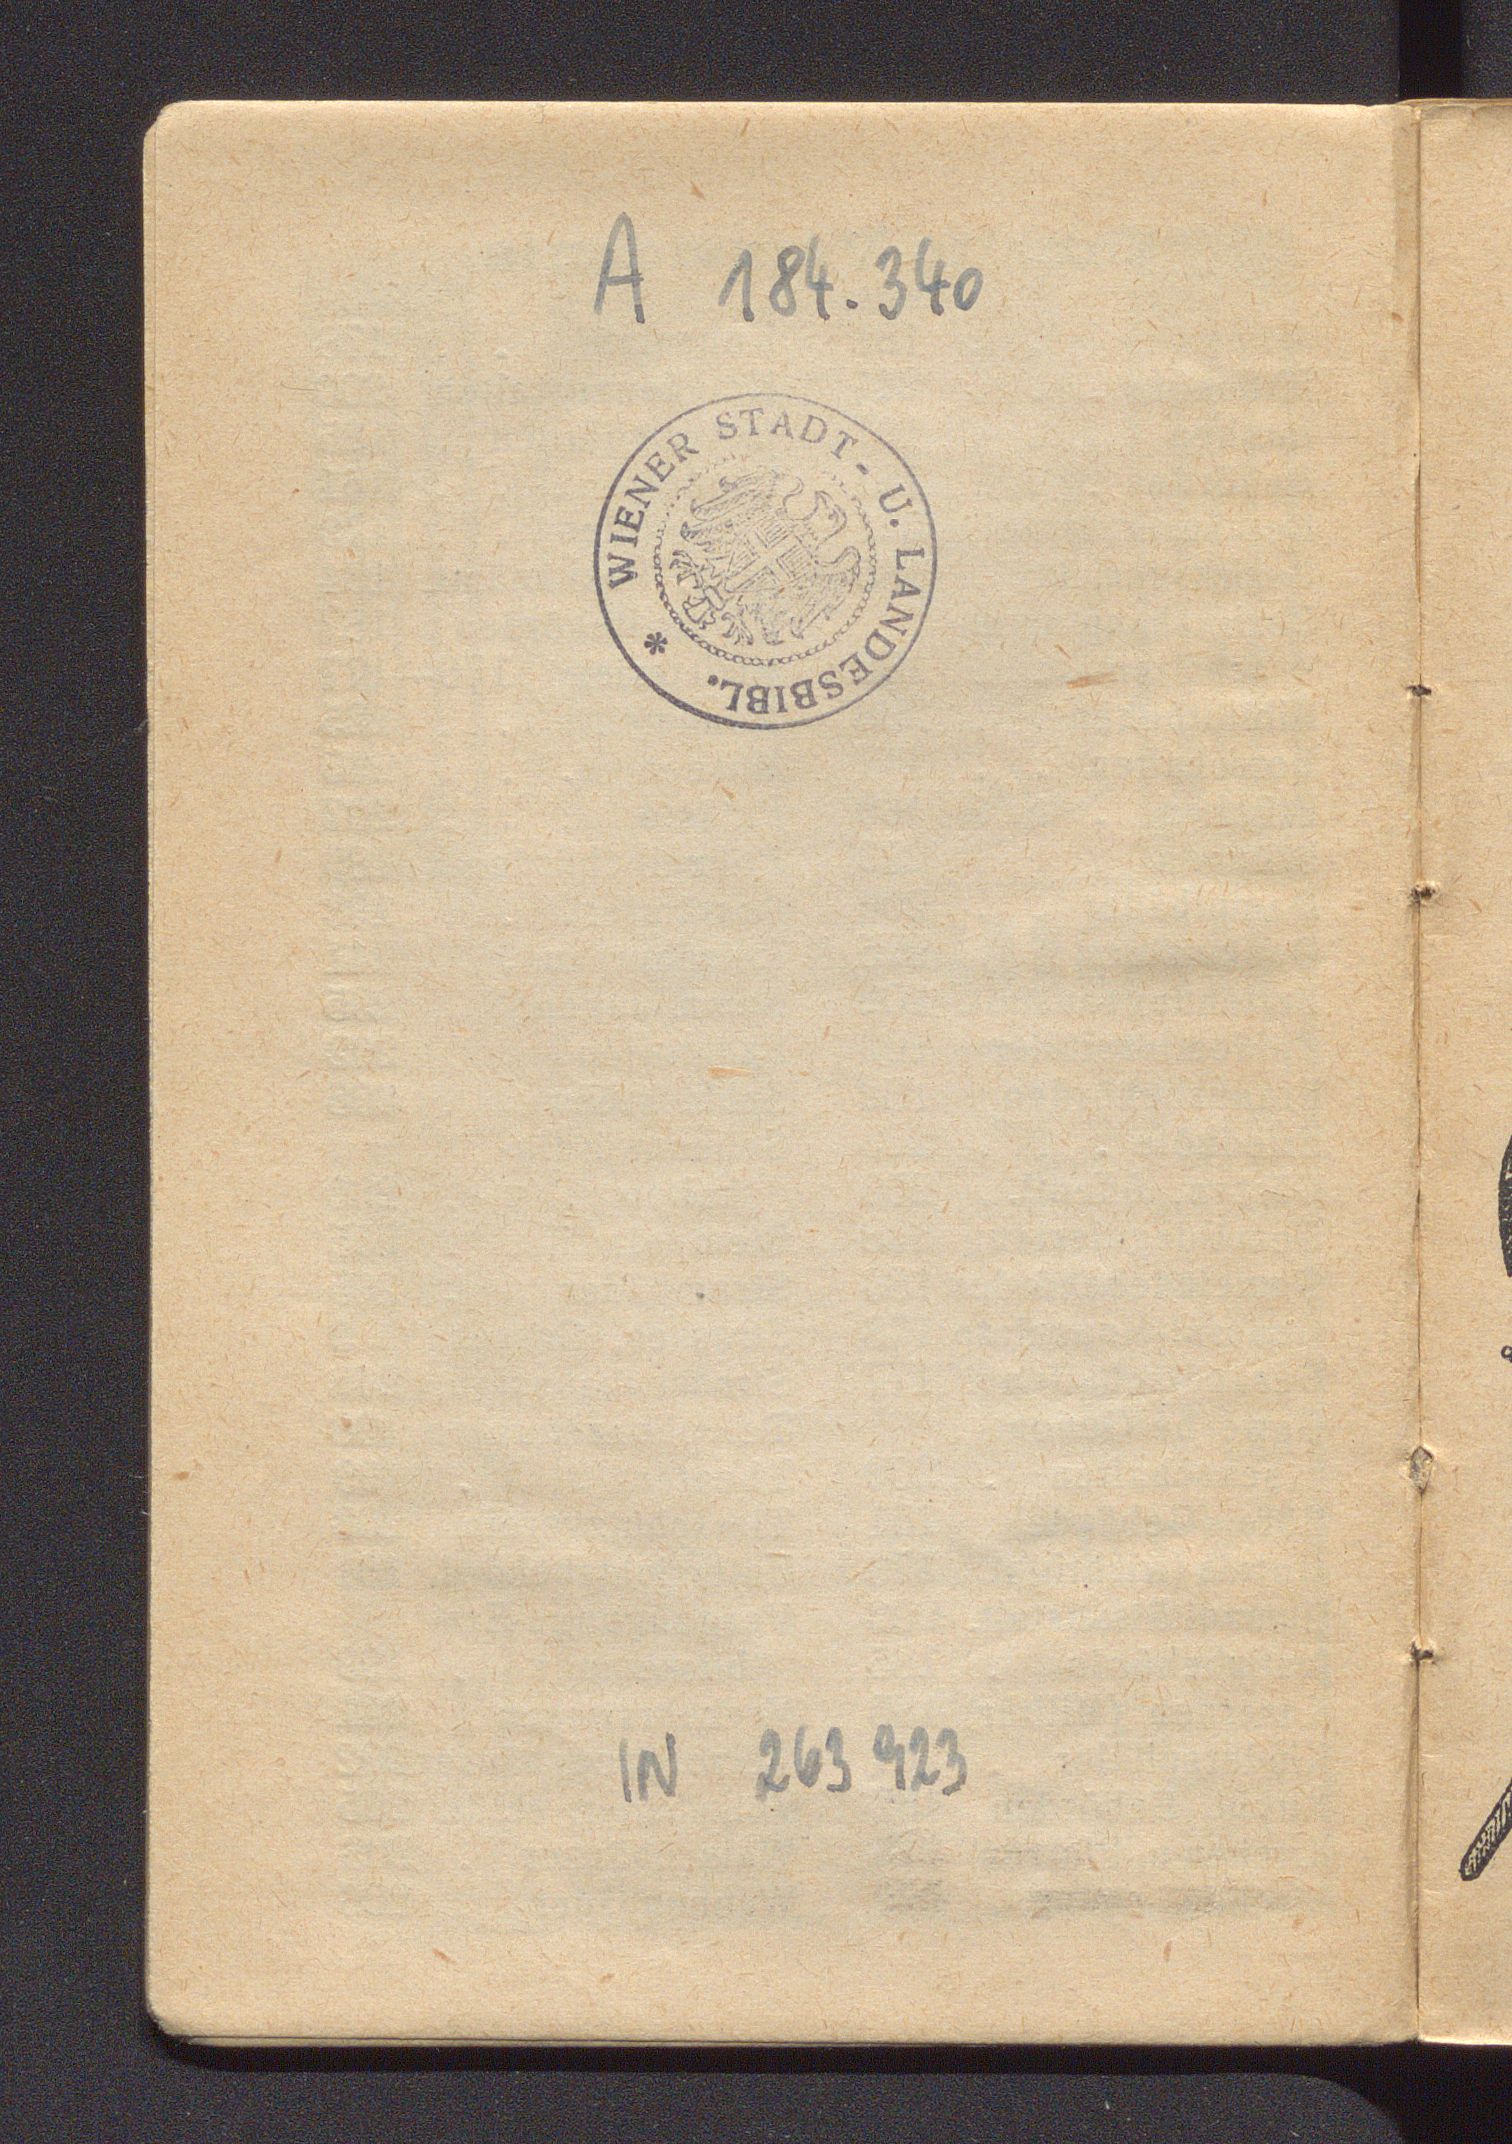 A 184.340
WIENER STADT- U. LANDESBIBL. *
IN 263 923